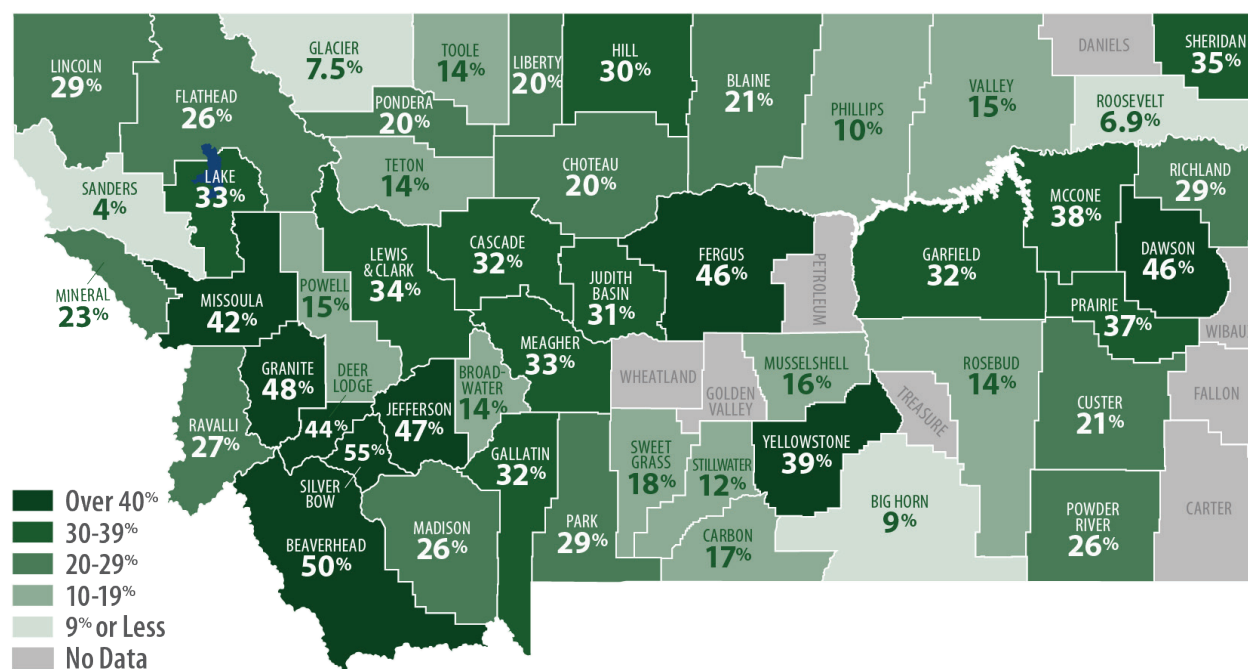 LINCOLN
29%
FLATHEAD
26%
GLACIER
7.5%
TOOLE
14%
LIBERTY
20%
HILL
30%
BLAINE
21%
PHILLIPS
10%
VALLEY
15%
DANIELS
SHERIDAN
35%
ROOSEVELT
6.9%
PONDERA
20%
TETON
14%
CHOTEAU
20%
SANDERS
4%
LAKE
33%
MINERAL
23%
MISSOULA
42%
POWELL
15%
LEWIS
& CLARK
34%
CASCADE
32%
JUDITH
BASIN
31%
FERGUS
46%
PETROLEUM
GARFIELD
32%
MCCONE
38%
RICHLAND
29%
DAWSON
46%
PRAIRIE
37%
WIBAU
GRANITE
48%
DEER
LODGE
44%
RAVALLI
27%
SILVER
BOW
55%
JEFFERSON
47%
BROAD-
WATER
14%
MEAGHER
33%
WHEATLAND
GOLDEN
VALLEY
MUSSELSHELL
16%
TREASURE
ROSEBUD
14%
CUSTER
21%
FALLON
BEAVERHEAD
50%
MADISON
26%
GALLATIN
32%
PARK
29%
SWEET
GRASS
18%
STILLWATER
12%
CARBON
17%
YELLOWSTONE
39%
BIG HORN
9%
POWDER
RIVER
26%
CARTER
Over 40%
30-39%
20-29%
10-19%
9% or Less
No Data